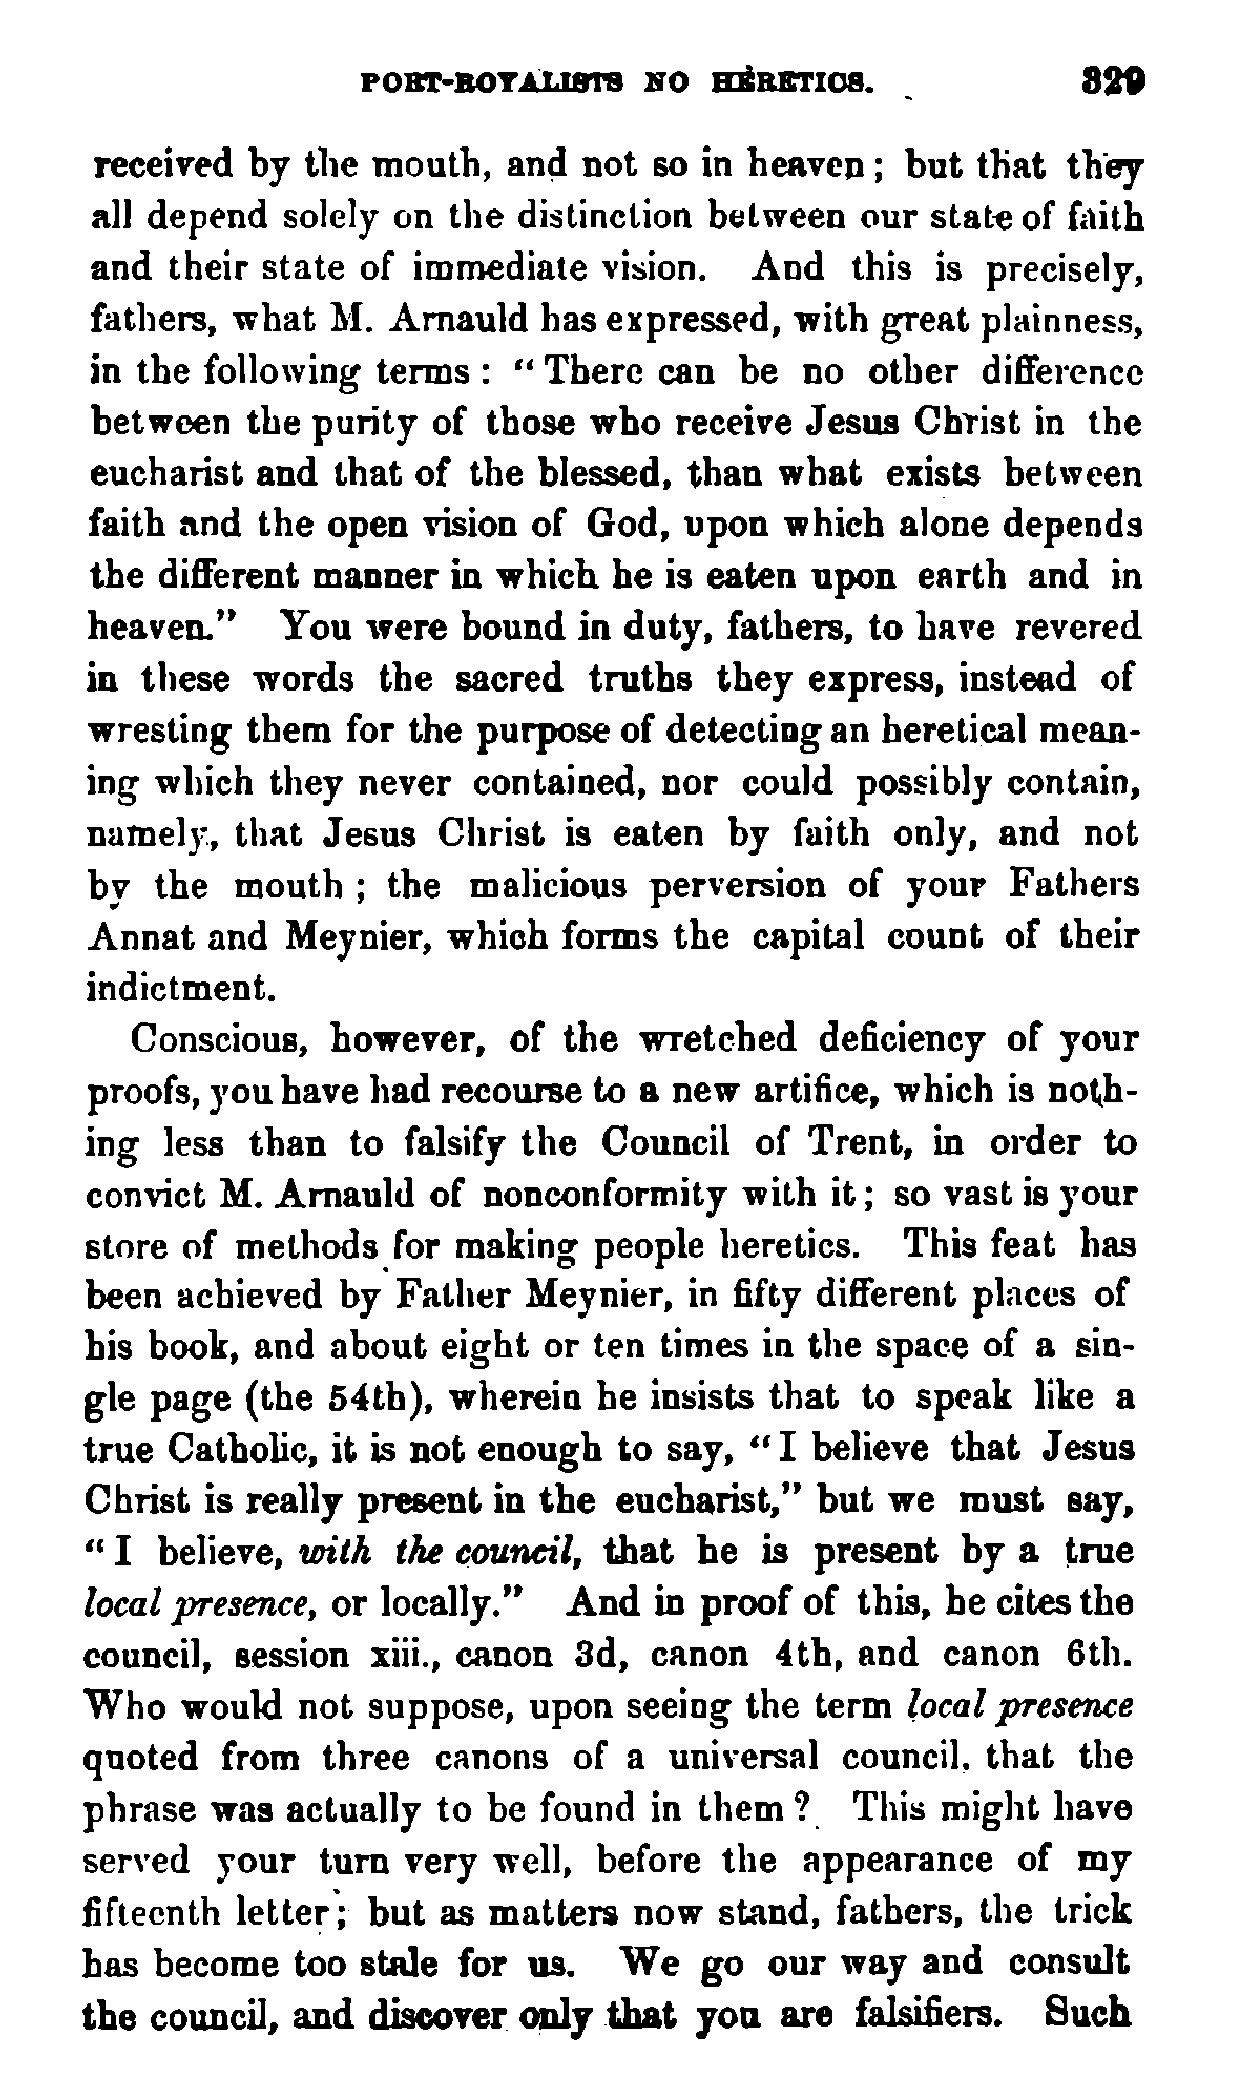 PORT-ROYALISTS NO HERETICS. 329
received by the mouth, and not so in heaven; but that they
all depend solely on the distinction between our state of faith
and their state of immediate vision. And this is precisely,
fathers, what M. Arnauld has expressed, with great plainness,
in the following terms: “There can be no other difference
between the purity of those who receive Jesus Christ in the
eucharist and that of the blessed, than what exists between
faith and the open vision of God, upon which alone depends
the different manner in which he is eaten upon earth and in
heaven.” You were bound in duty, fathers, to have revered
in these words the sacred truths they express, instead of
wresting them for the purpose of detecting an heretical mean-
ing which they never contained, nor could possibly contain,
namely, that Jesus Christ is eaten by faith only, and not
by the mouth; the malicious perversion of your Fathers
Annat and Meynier, which forms the capital count of their
indictment.
Conscious, however, of the wretched deficiency of your
proofs, you have had recourse to a new artifice, which is noth-
ing less than to falsify the Council of Trent, in order to
convict M. Arnauld of nonconformity with it; so vast is your
store of methods for making people heretics. This feat has
been achieved by Father Meynier, in fifty different places of
his book, and about eight or ten times in the space of a sin-
gle page (the 54th), wherein he insists that to speak like a
true Catholic, it is not enough to say, “I believe that Jesus
Christ is really present in the eucharist,” but we must say,
“I believe, with the council, that he is present by a true
local presence, or locally.” And in proof of this, he cites the
council, session xiii., canon 3d, canon 4th, and canon 6th.
Who would not suppose, upon seeing the term local presence
quoted from three canons of a universal council, that the
phrase was actually to be found in them? This might have
served your turn very well, before the appearance of my
fifteenth letter; but as matters now stand, fathers, the trick
has become too stale for us. We go our way and consult
the council, and discover only that you are falsifiers. Such